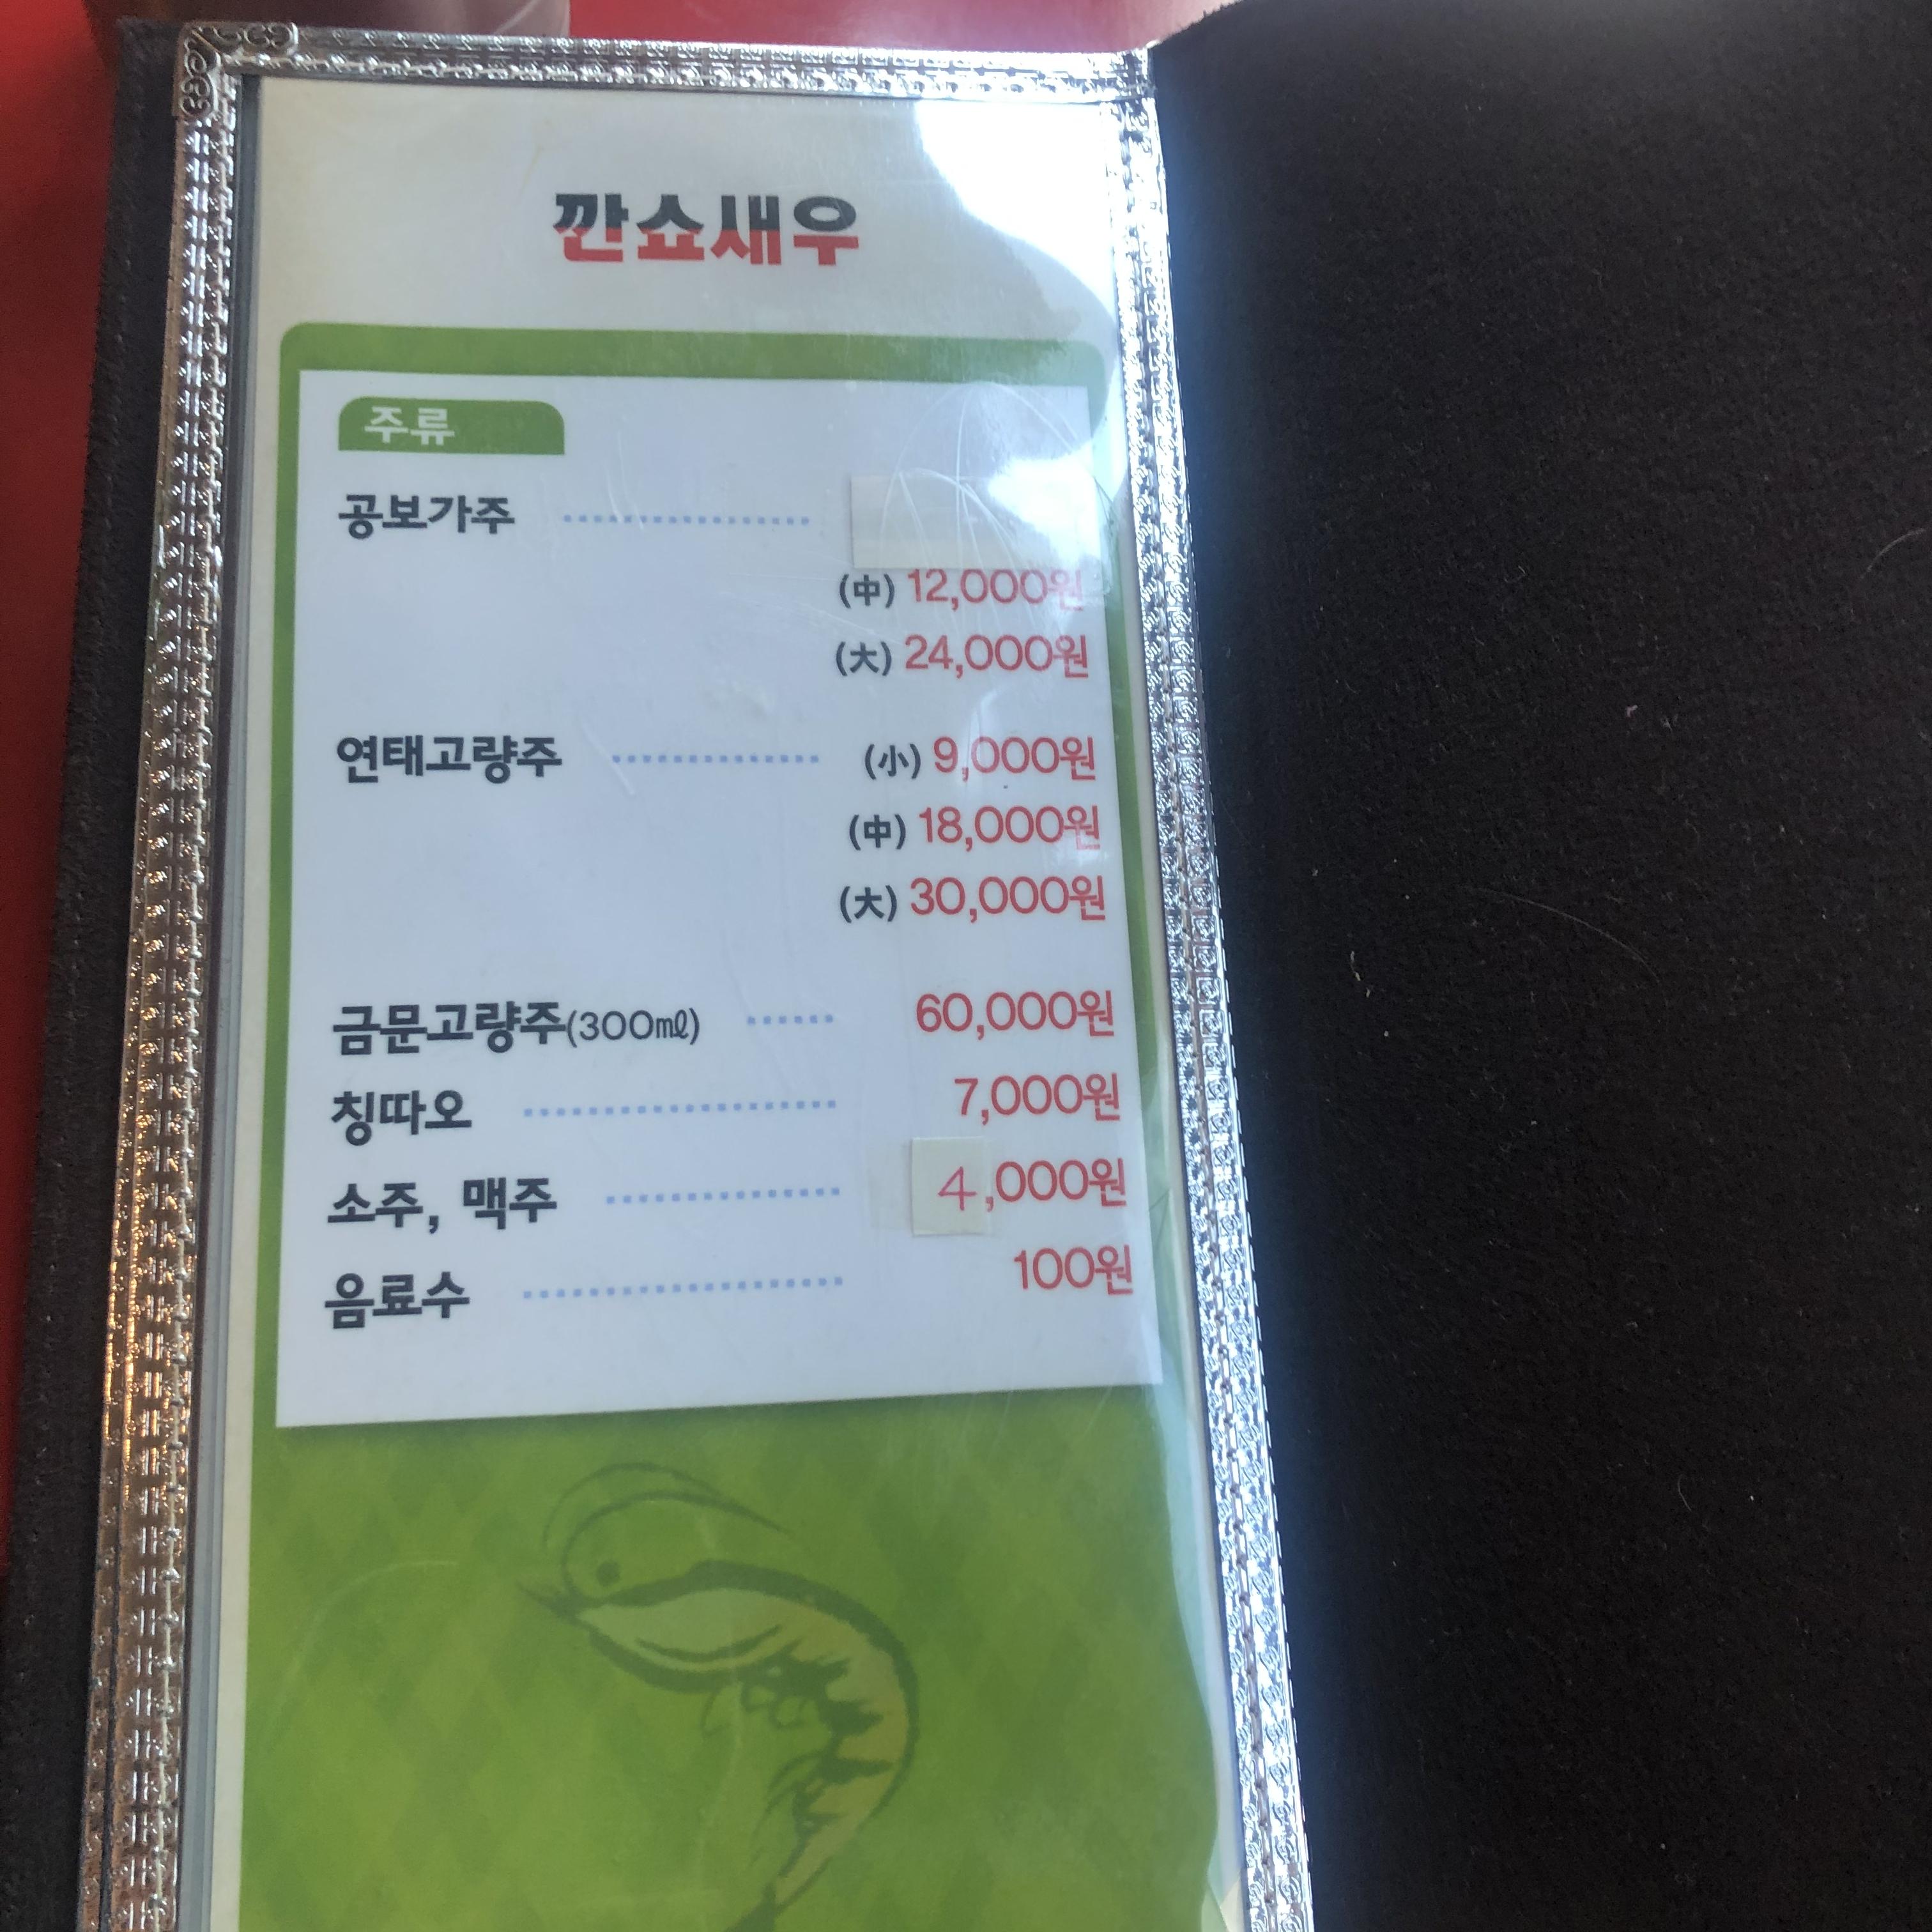 깐쇼새우
주류
공보가주
(中) 12,000원
(大) 24,000원
연태고량주 (小) 9,000원
(中) 18,000원
(大) 30,000원
금문고량주(300㎖) 60,000원
칭따오 7,000원
소주, 맥주 4,000원
음료수 100원